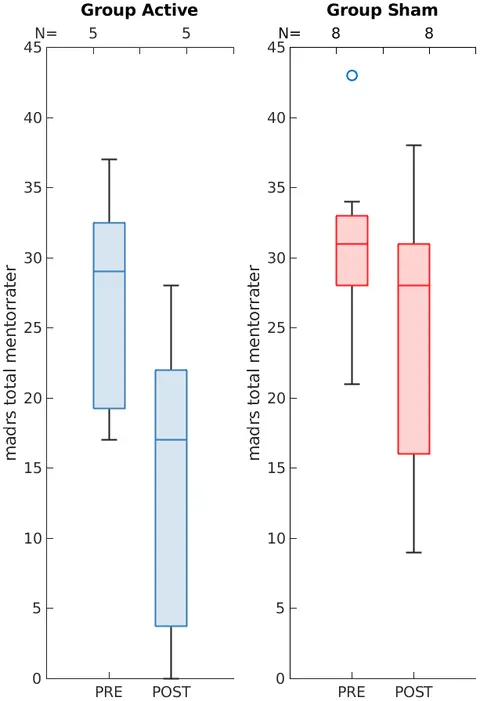 Group Active
N= 5 5
45
40
35
30
25
20
15
10
5
0
madrs total mentorrater
PRE POST
Group Sham
N= 8 8
45
40
35
30
25
20
15
10
5
0
madrs total mentorrater
PRE POST